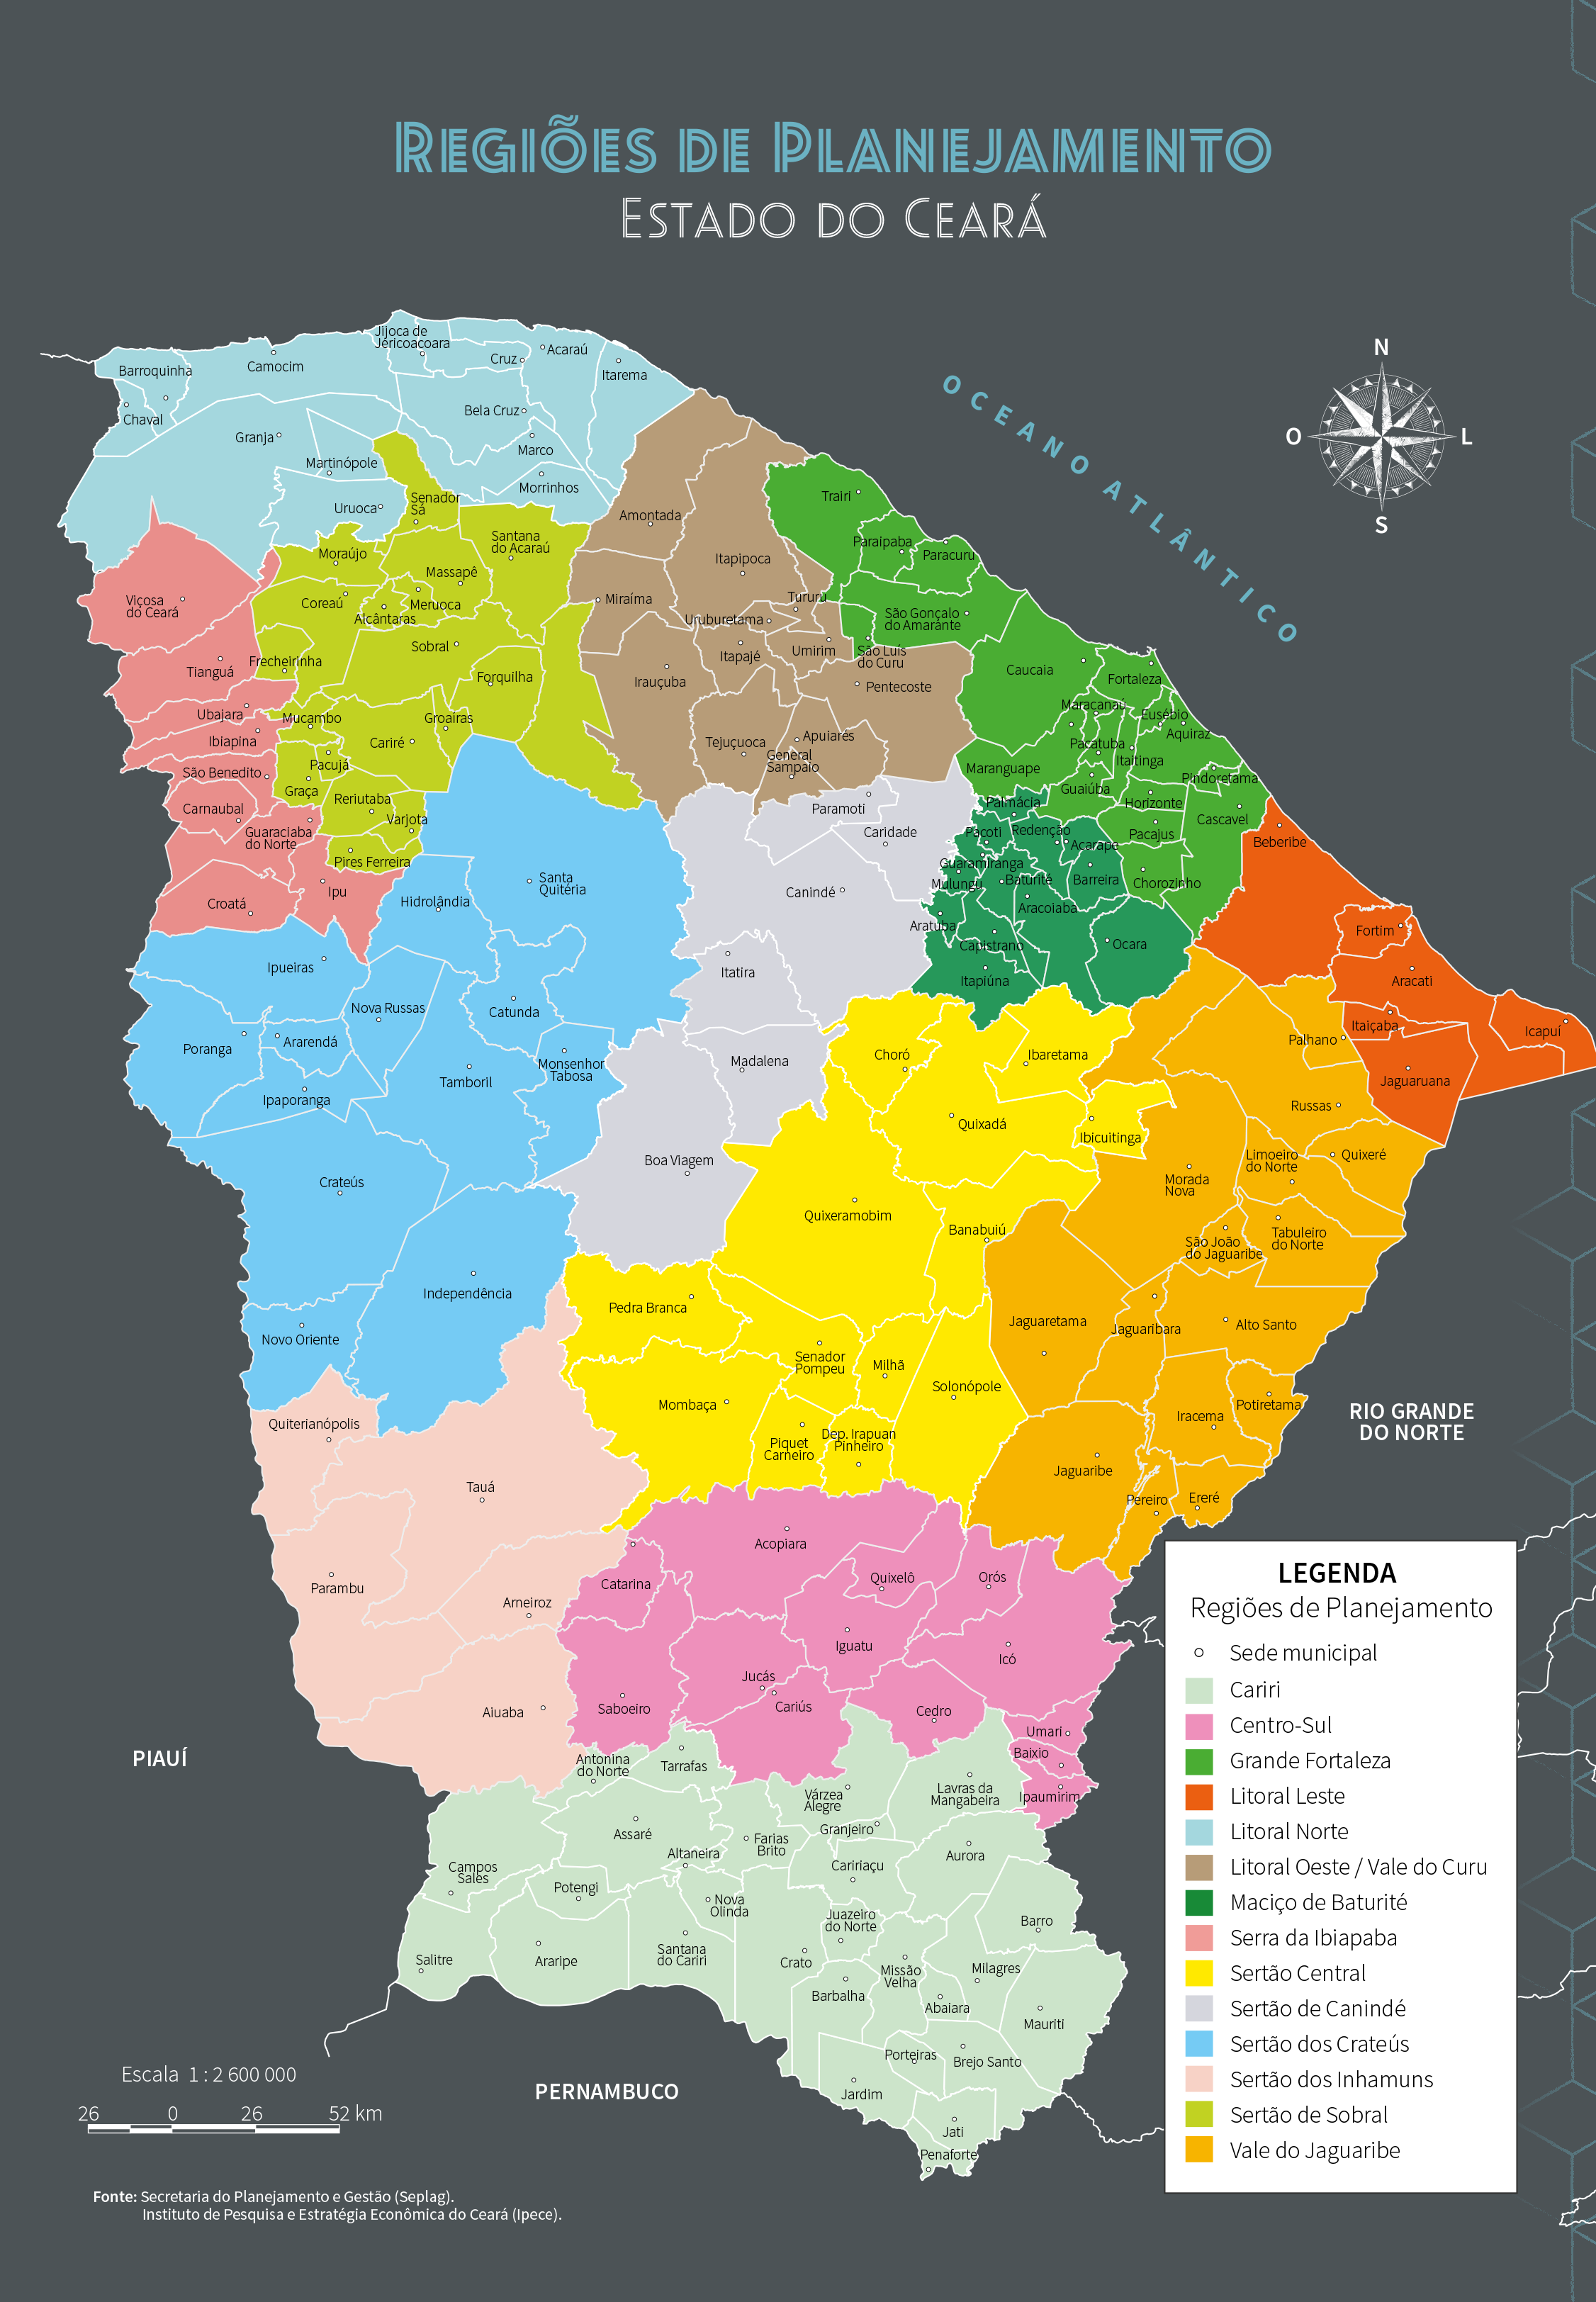 REGIÕES DE PLANEJAMENTO
ESTADO DO CEARÁ
OCEANO ATLÂNTICO
N
O
L
S
Jijoca de
Jericoacoara
Cruz
Acaraú
Itarema
Barroquinha
Camocim
Chaval
Bela Cruz
Granja
Marco
Martinópole
Morrinhos
Uruoca
Senador
Sá
Santana
do Acaraú
Moraújo
Massapê
Coreaú
Meruoca
Alcântaras
Sobral
Frecheirinha
Forquilha
Mucambo
Groaíras
Cariré
Pacujá
Graça
Reriutaba
Varjota
Pires Ferreira
Viçosa
do Ceará
Tianguá
Ubajara
Ibiapina
São Benedito
Carnaubal
Guaraciaba
do Norte
Ipu
Croatá
Amontada
Itapipoca
Miraíma
Tururu
Uruburetama
Itapajé
Umirim
Irauçuba
Pentecoste
Tejuçuoca
Apuiarés
General
Sampaio
Trairi
Paraipaba
Paracuru
São Gonçalo
do Amarante
São Luís
do Curu
Caucaia
Fortaleza
Maracanaú
Eusébio
Aquiraz
Pacatuba
Itaitinga
Maranguape
Pindoretama
Guaiúba
Horizonte
Cascavel
Pacajus
Chorozinho
Palmácia
Pacoti
Redenção
Acarape
Guaramiranga
Mulungu
Baturité
Barreira
Aracoiaba
Aratuba
Capistrano
Ocara
Itapiúna
Beberibe
Fortim
Aracati
Itaiçaba
Icapuí
Jaguaruana
Paramoti
Caridade
Canindé
Itatira
Madalena
Boa Viagem
Santa
Quitéria
Hidrolândia
Ipueiras
Nova Russas
Catunda
Poranga
Ararendá
Monsenhor
Tabosa
Tamboril
Ipaporanga
Crateús
Independência
Novo Oriente
Choró
Ibaretama
Quixadá
Ibicuitinga
Quixeramobim
Banabuiú
Pedra Branca
Senador
Pompeu
Milhã
Solonópole
Mombaça
Piquet
Carneiro
Dep. Irapuan
Pinheiro
Palhano
Russas
Limoeiro
do Norte
Quixeré
Morada
Nova
São João
do Jaguaribe
Tabuleiro
do Norte
Jaguaretama
Jaguaribara
Alto Santo
Iracema
Potiretama
Jaguaribe
Pereiro
Ereré
RIO GRANDE
DO NORTE
Quiterianópolis
Tauá
Parambu
Arneiroz
Aiuaba
Acopiara
Catarina
Quixelô
Orós
Iguatu
Icó
Jucás
Cariús
Saboeiro
Cedro
Umari
Baixio
Ipaumirim
Antonina
do Norte
Tarrafas
Várzea
Alegre
Lavras da
Mangabeira
Granjeiro
Assaré
Farias
Brito
Altaneira
Caririaçu
Aurora
Campos
Sales
Potengi
Nova
Olinda
Juazeiro
do Norte
Barro
Salitre
Araripe
Santana
do Cariri
Crato
Missão
Velha
Milagres
Barbalha
Abaiara
Mauriti
Porteiras
Brejo Santo
Jardim
Jati
Penaforte
PIAUÍ
PERNAMBUCO
LEGENDA
Regiões de Planejamento
Sede municipal
Cariri
Centro-Sul
Grande Fortaleza
Litoral Leste
Litoral Norte
Litoral Oeste / Vale do Curu
Maciço de Baturité
Serra da Ibiapaba
Sertão Central
Sertão de Canindé
Sertão dos Crateús
Sertão dos Inhamuns
Sertão de Sobral
Vale do Jaguaribe
Escala 1 : 2 600 000
26 0 26 52 km
Fonte: Secretaria do Planejamento e Gestão (Seplag).
Instituto de Pesquisa e Estratégia Econômica do Ceará (Ipece).